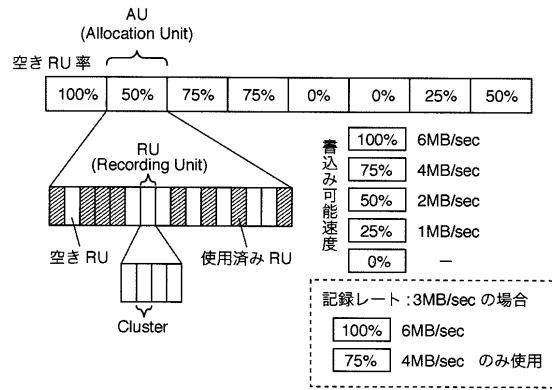 AU
(Allocation Unit)
空き RU 率
100% 50% 75% 75% 0% 0% 25% 50%
RU
(Recording Unit)
空き RU
使用済み RU
Cluster
書込み可能速度
100% 6MB/sec
75% 4MB/sec
50% 2MB/sec
25% 1MB/sec
0% －
記録レート : 3MB/sec の場合
100% 6MB/sec
75% 4MB/sec のみ使用